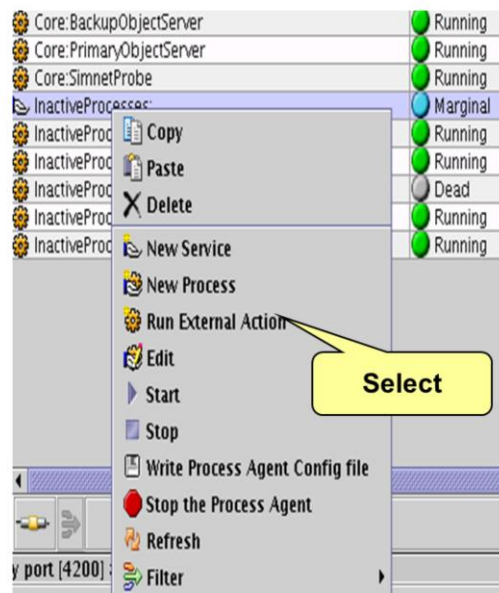 Core:BackupObjectServer Running
Core:PrimaryObjectServer Running
Core:SimnetProbe Running
InactiveProcesses: Marginal
InactiveProc Running
InactiveProc Running
InactiveProc Dead
InactiveProc Running
InactiveProc Running
Copy
Paste
Delete
New Service
New Process
Run External Action
Select
Edit
Start
Stop
Write Process Agent Config file
Stop the Process Agent
Refresh
Filter
y port [4200] :